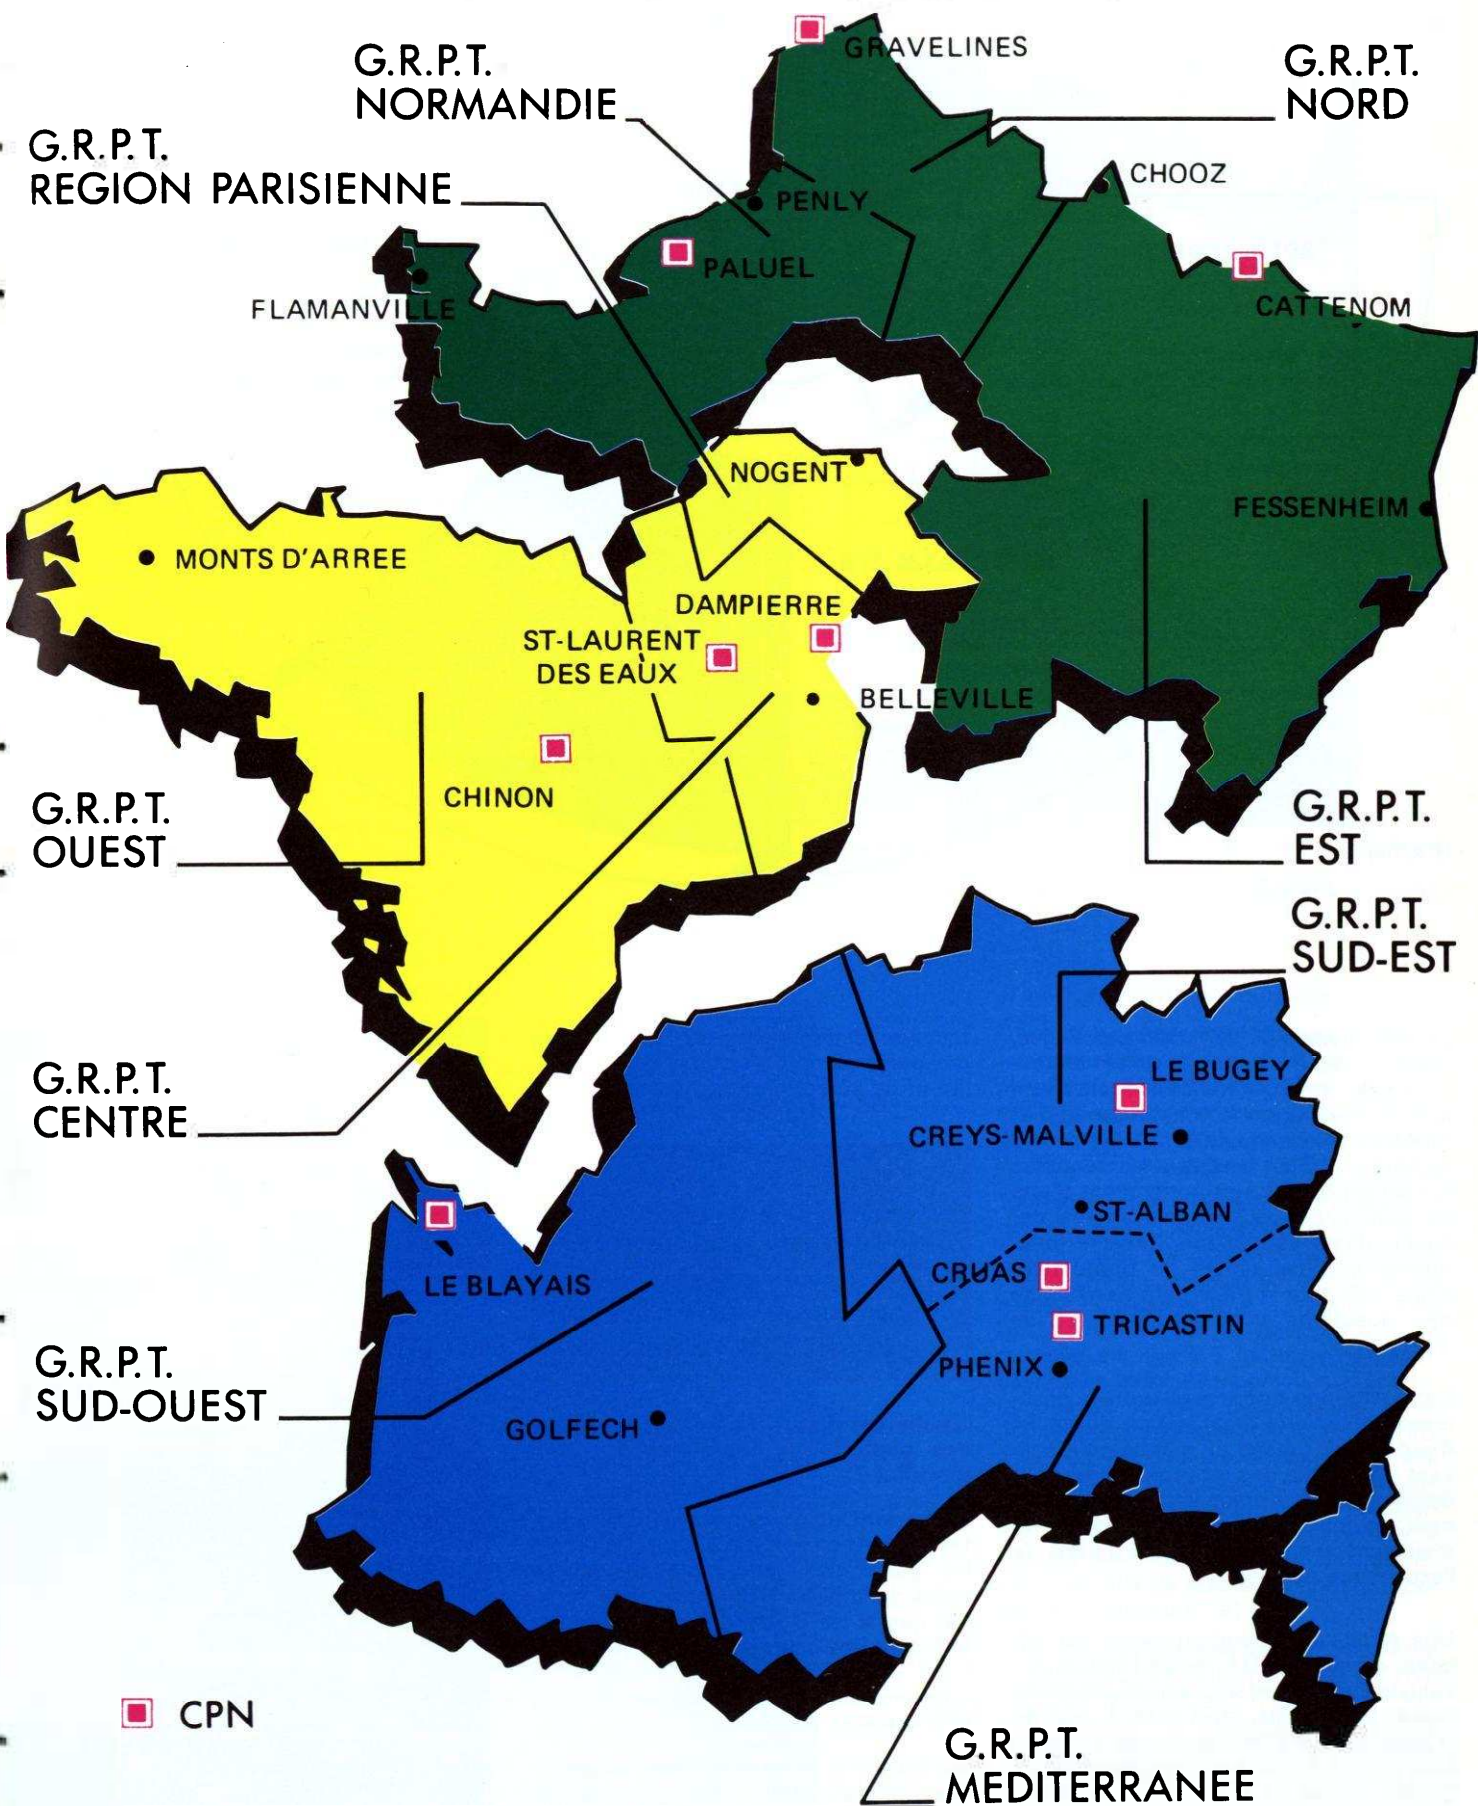 GRAVELINES
G.R.P.T.
NORMANDIE
G.R.P.T.
NORD
G.R.P.T.
REGION PARISIENNE
CHOOZ
PENLY
PALUEL
FLAMANVILLE
CATTENOM
NOGENT
FESSENHEIM
MONTS D'ARREE
DAMPIERRE
ST-LAURENT
DES EAUX
BELLEVILLE
CHINON
G.R.P.T.
OUEST
G.R.P.T.
EST
G.R.P.T.
SUD-EST
G.R.P.T.
CENTRE
LE BUGEY
CREYS-MALVILLE
ST-ALBAN
CRUAS
LE BLAYAIS
TRICASTIN
PHENIX
G.R.P.T.
SUD-OUEST
GOLFECH
CPN
G.R.P.T.
MEDITERRANEE